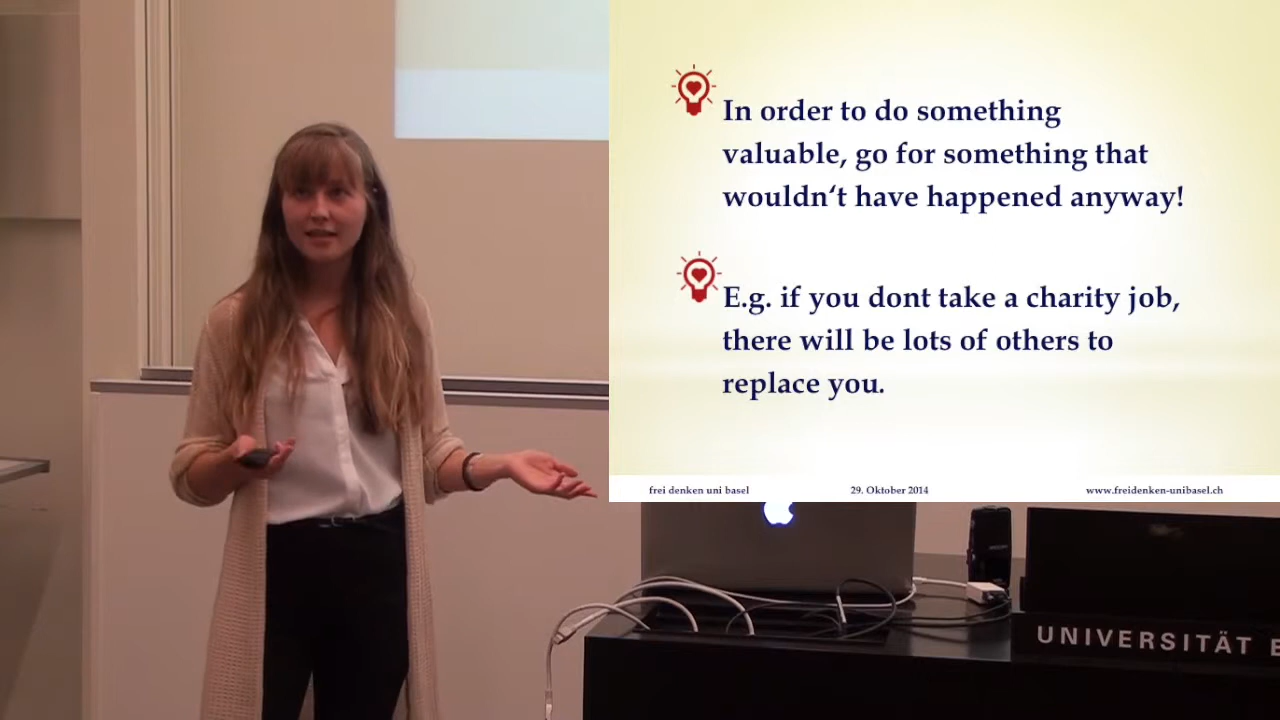 In order to do something
valuable, go for something that
wouldn‘t have happened anyway!
E.g. if you dont take a charity job,
there will be lots of others to
replace you.
frei denken uni basel
29. Oktober 2014
www.freidenken-unibasel.ch
UNIVERSITÄT